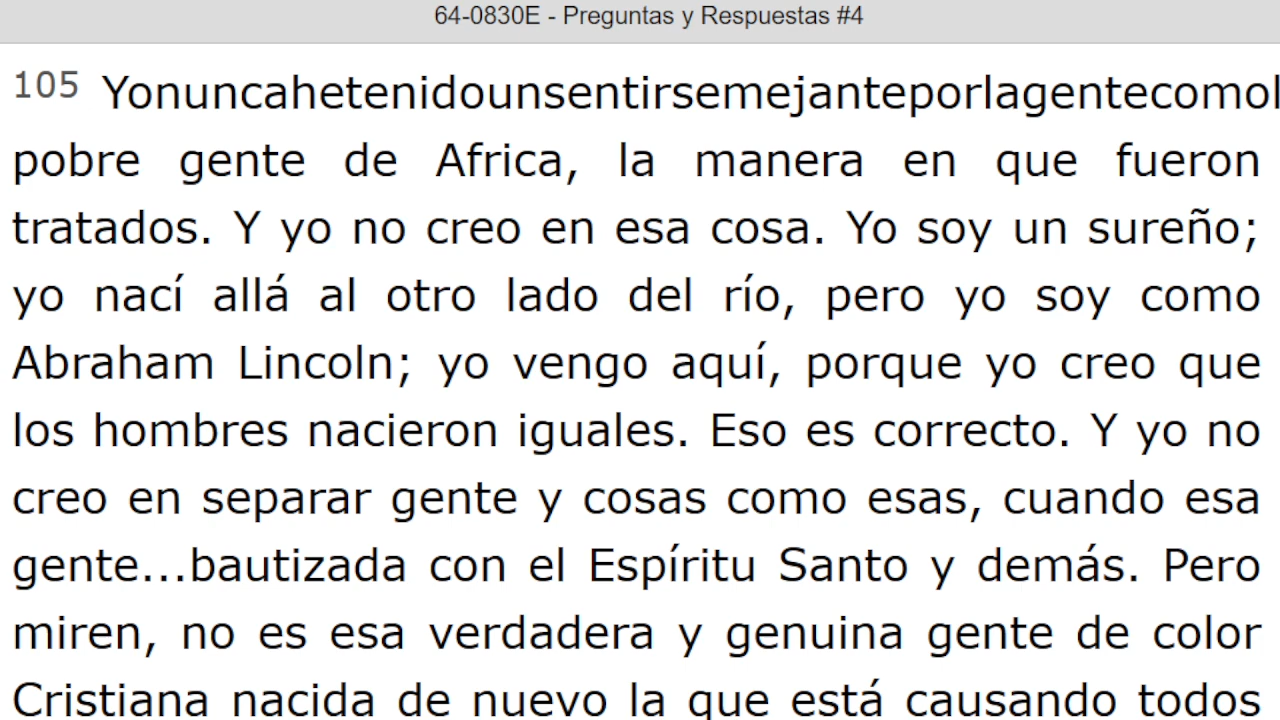 64-0830E - Preguntas y Respuestas #4
105 Yonuncahetenidounsentirsemejanteporlagentecomol
pobre gente de Africa, la manera en que fueron
tratados. Y yo no creo en esa cosa. Yo soy un sureño;
yo nací allá al otro lado del río, pero yo soy como
Abraham Lincoln; yo vengo aquí, porque yo creo que
los hombres nacieron iguales. Eso es correcto. Y yo no
creo en separar gente y cosas como esas, cuando esa
gente...bautizada con el Espíritu Santo y demás. Pero
miren, no es esa verdadera y genuina gente de color
Cristiana nacida de nuevo la que está causando todos